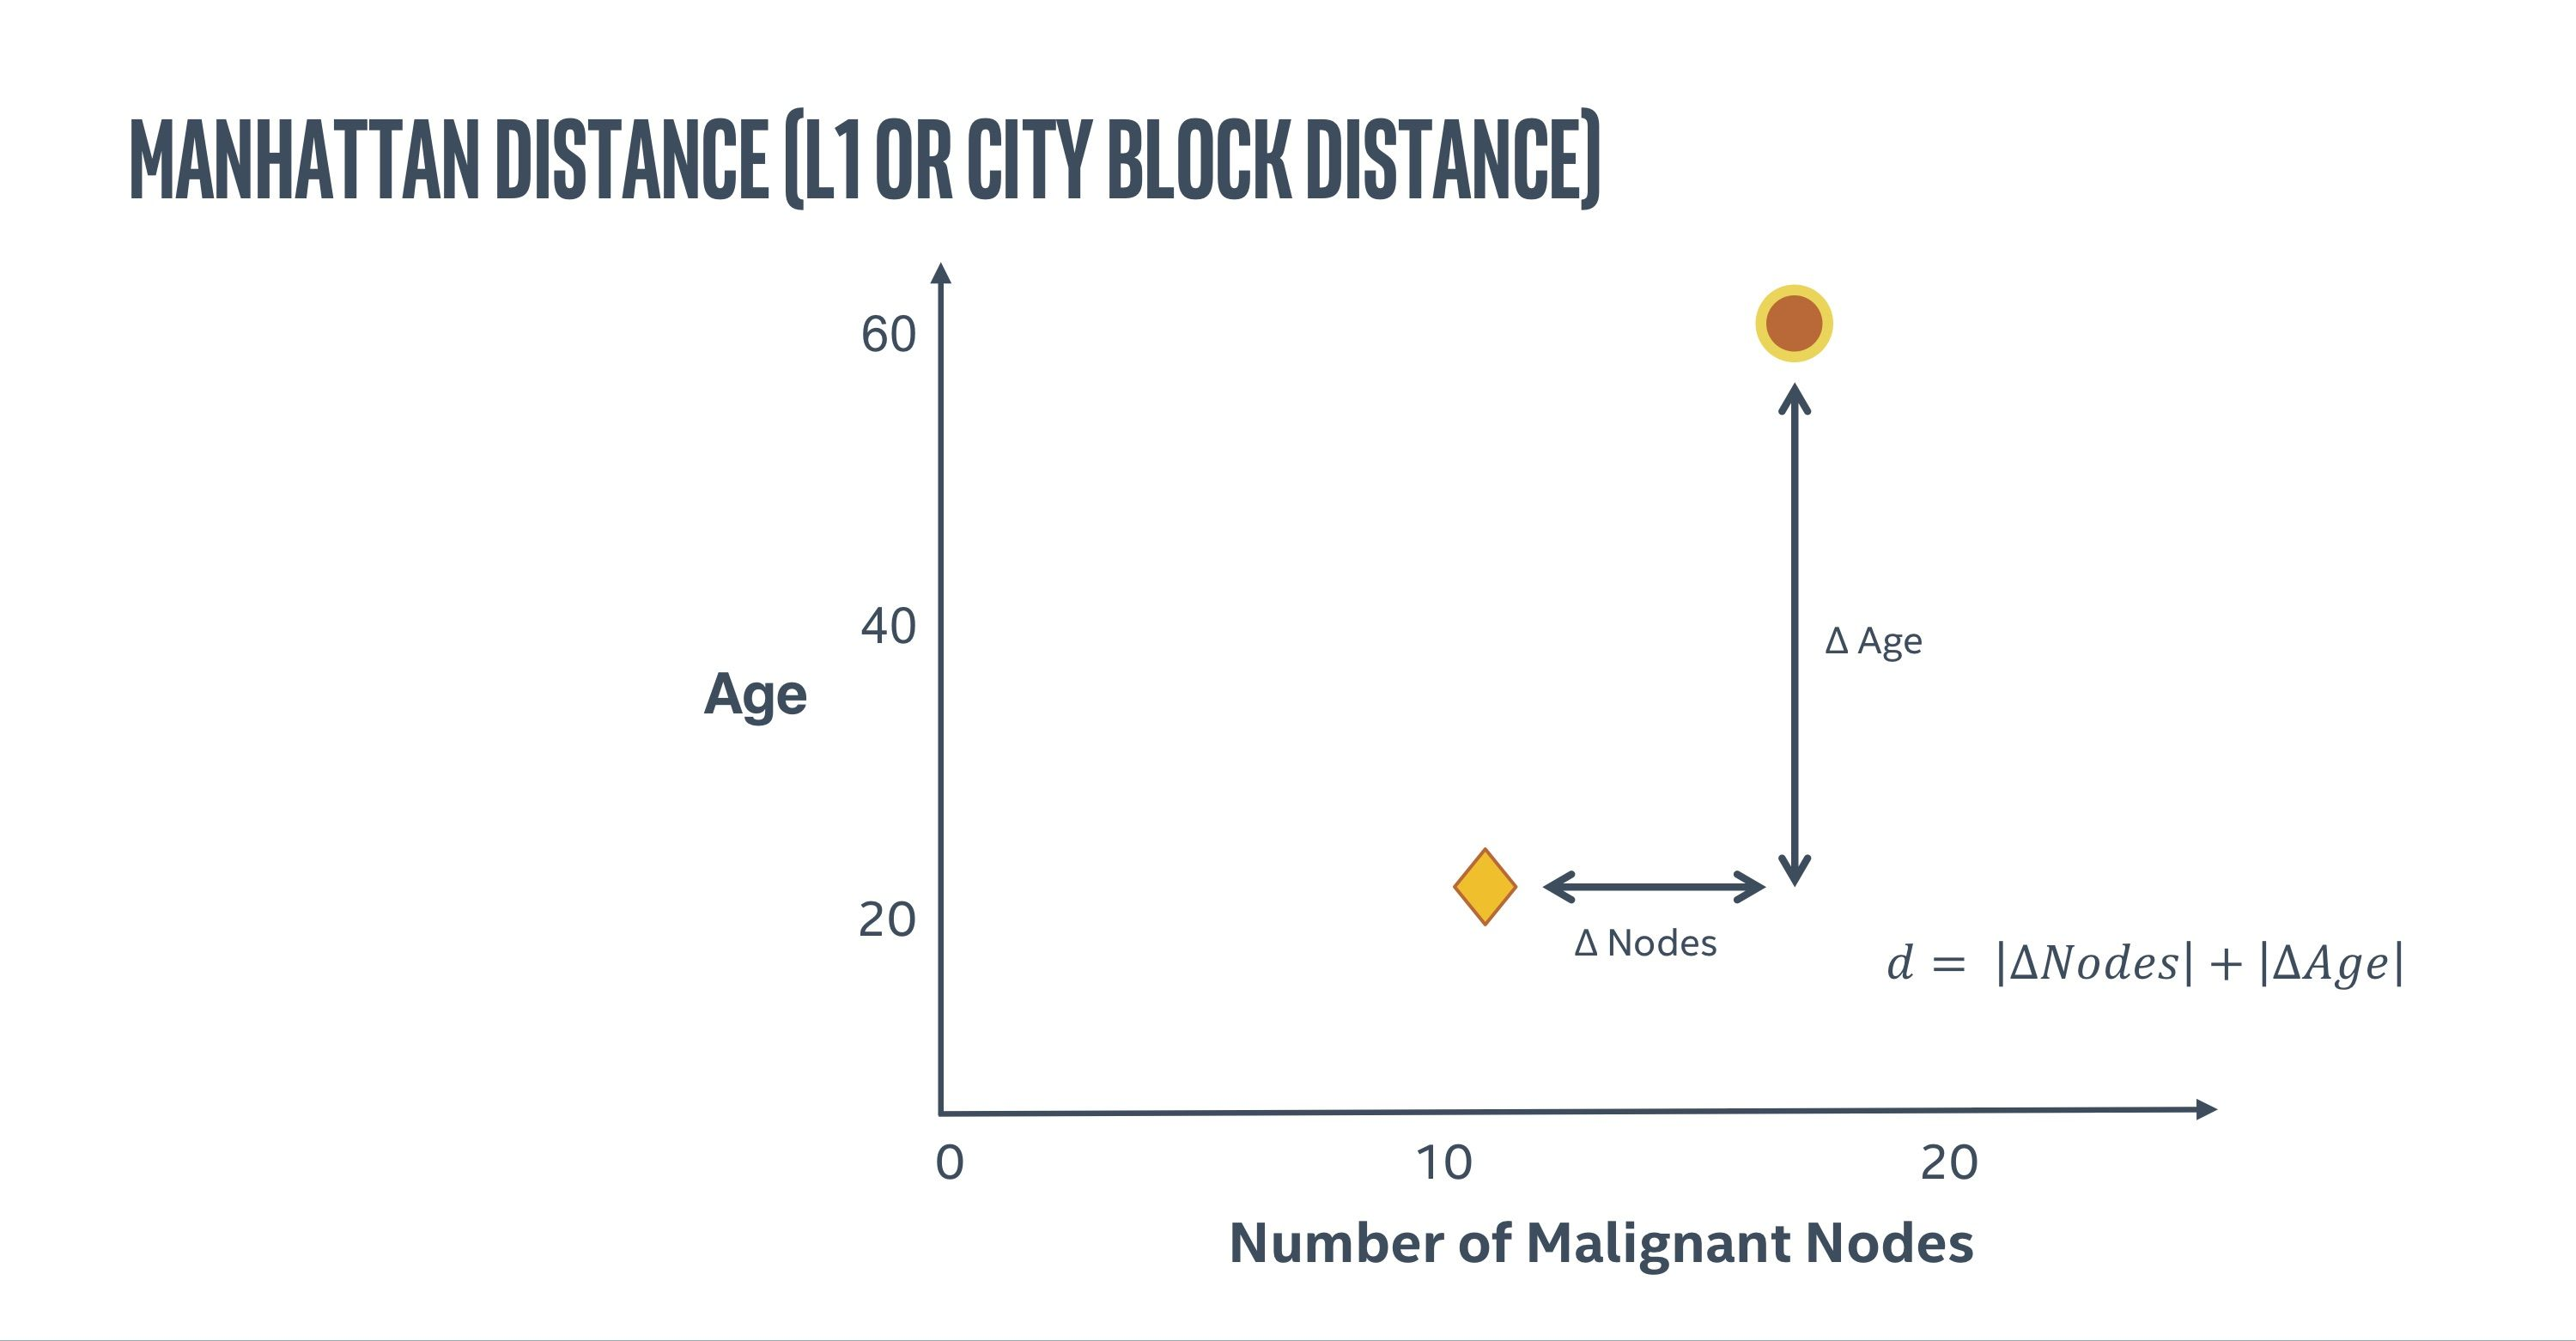 MANHATTAN DISTANCE (L1 OR CITY BLOCK DISTANCE)
60
40
Δ Age
Age
20
Δ Nodes
d = |ΔNodes| + |ΔAge|
0 10 20
Number of Malignant Nodes